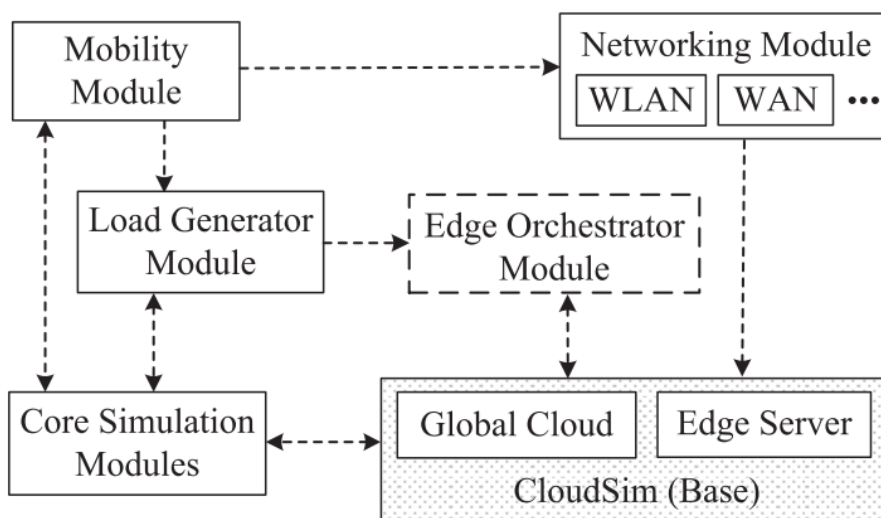 Mobility
Module
Networking Module
WLAN
WAN
•••
Load Generator
Module
Edge Orchestrator
Module
Core Simulation
Modules
Global Cloud
Edge Server
CloudSim (Base)